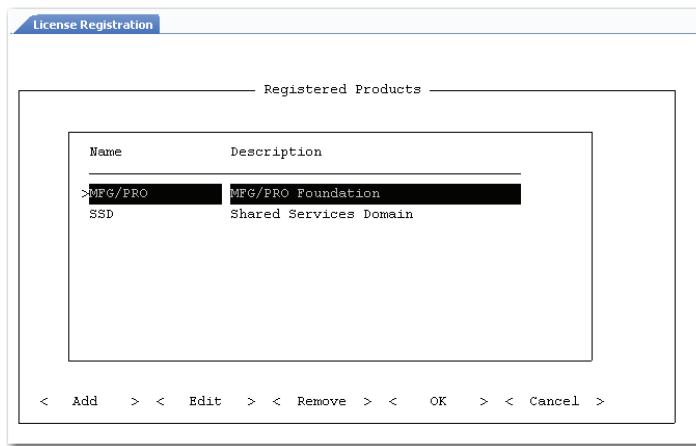 License Registration
Registered Products
Name Description
>MFG/PRO MFG/PRO Foundation
SSD Shared Services Domain
< Add > < Edit > < Remove > < OK > < Cancel >